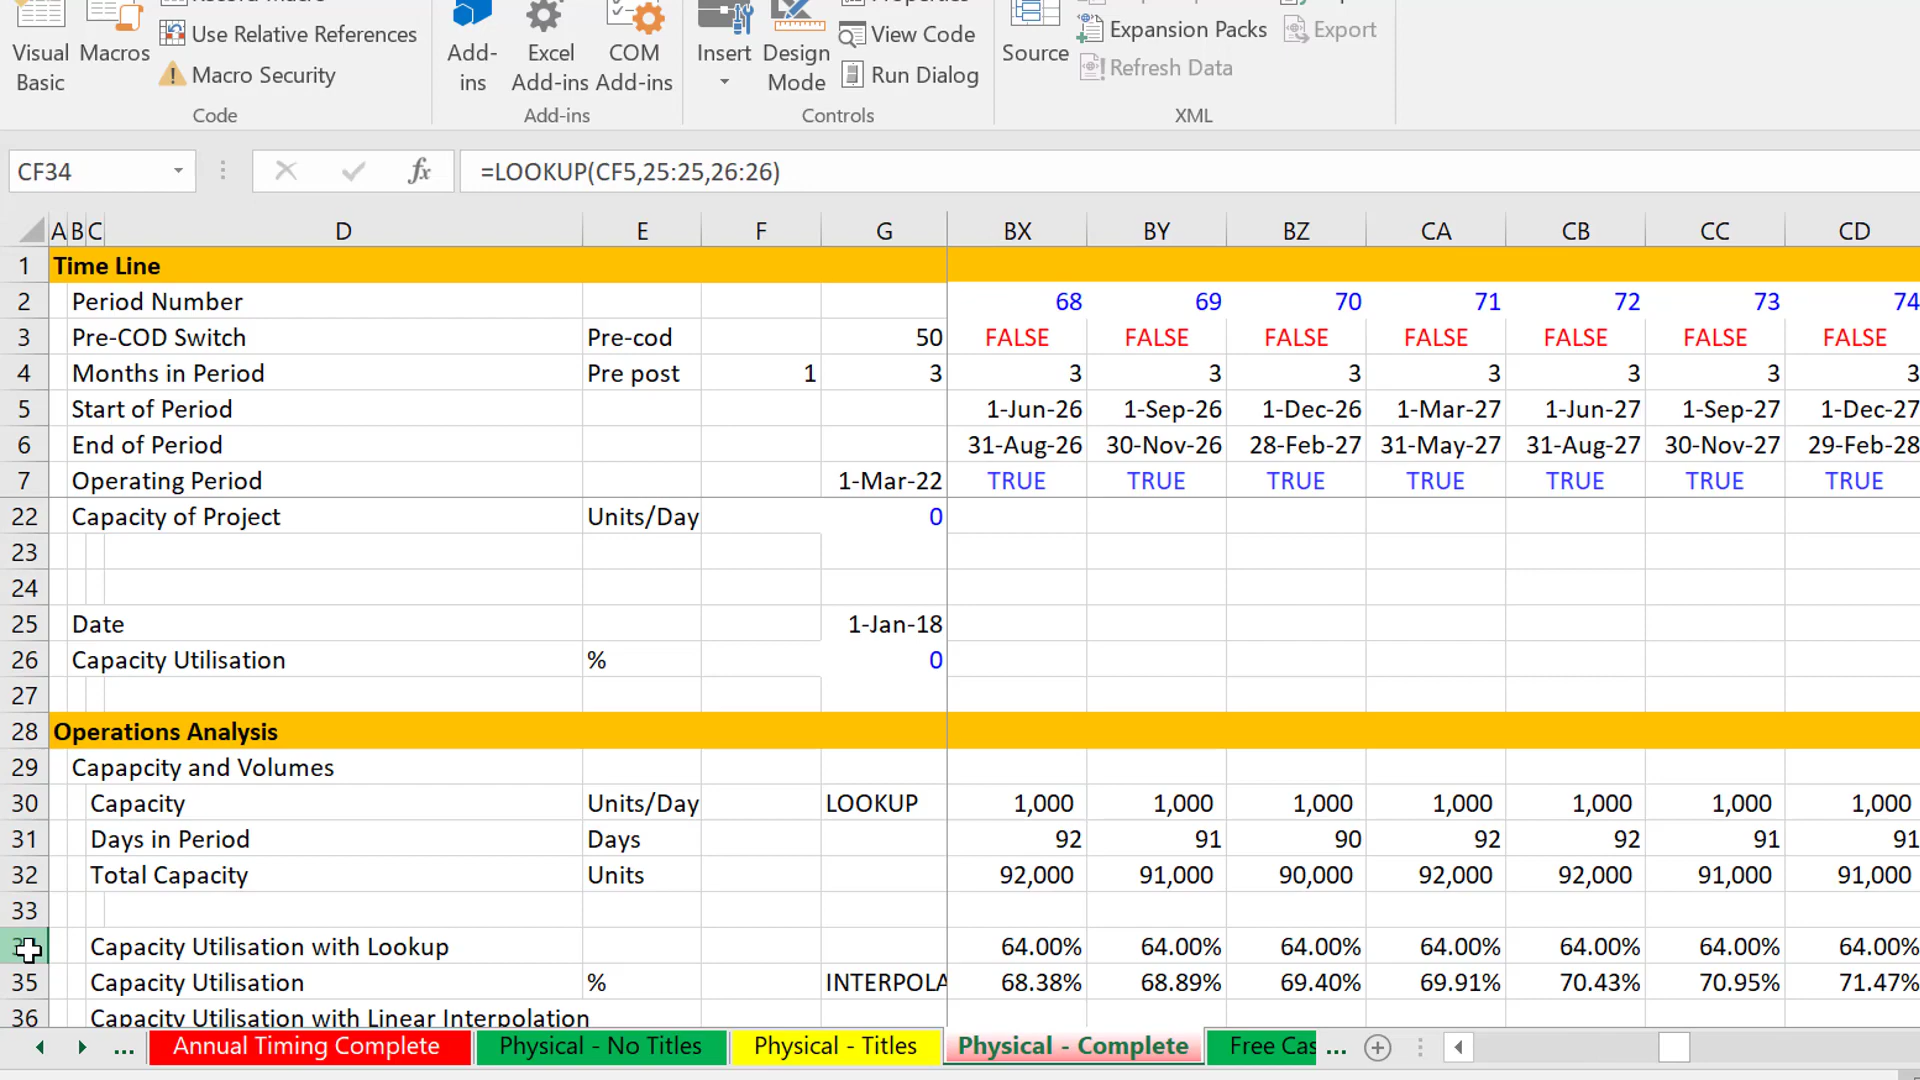 Visual Basic
Macros
Use Relative References
Macro Security
Code
Add-ins
Excel Add-ins
COM Add-ins
Add-ins
Insert
Design Mode
View Code
Run Dialog
Controls
Source
Expansion Packs
Refresh Data
Export
XML
CF34 fx =LOOKUP(CF5,25:25,26:26)
A B C D E F G BX BY BZ CA CB CC CD
1 Time Line
2 Period Number 68 69 70 71 72 73 74
3 Pre-COD Switch Pre-cod 50 FALSE FALSE FALSE FALSE FALSE FALSE FALSE
4 Months in Period Pre post 1 3 3 3 3 3 3 3 3
5 Start of Period 1-Jun-26 1-Sep-26 1-Dec-26 1-Mar-27 1-Jun-27 1-Sep-27 1-Dec-27
6 End of Period 31-Aug-26 30-Nov-26 28-Feb-27 31-May-27 31-Aug-27 30-Nov-27 29-Feb-28
7 Operating Period 1-Mar-22 TRUE TRUE TRUE TRUE TRUE TRUE TRUE
22 Capacity of Project Units/Day 0
23
24
25 Date 1-Jan-18
26 Capacity Utilisation % 0
27
28 Operations Analysis
29 Capapcity and Volumes
30 Capacity Units/Day LOOKUP 1,000 1,000 1,000 1,000 1,000 1,000 1,000
31 Days in Period Days 92 91 90 92 92 91 91
32 Total Capacity Units 92,000 91,000 90,000 92,000 92,000 91,000 91,000
33
Capacity Utilisation with Lookup 64.00% 64.00% 64.00% 64.00% 64.00% 64.00% 64.00%
35 Capacity Utilisation % INTERPOLA 68.38% 68.89% 69.40% 69.91% 70.43% 70.95% 71.47%
36 Capacity Utilisation with Linear Interpolation
... Annual Timing Complete Physical - No Titles Physical - Titles Physical - Complete Free Cas ...